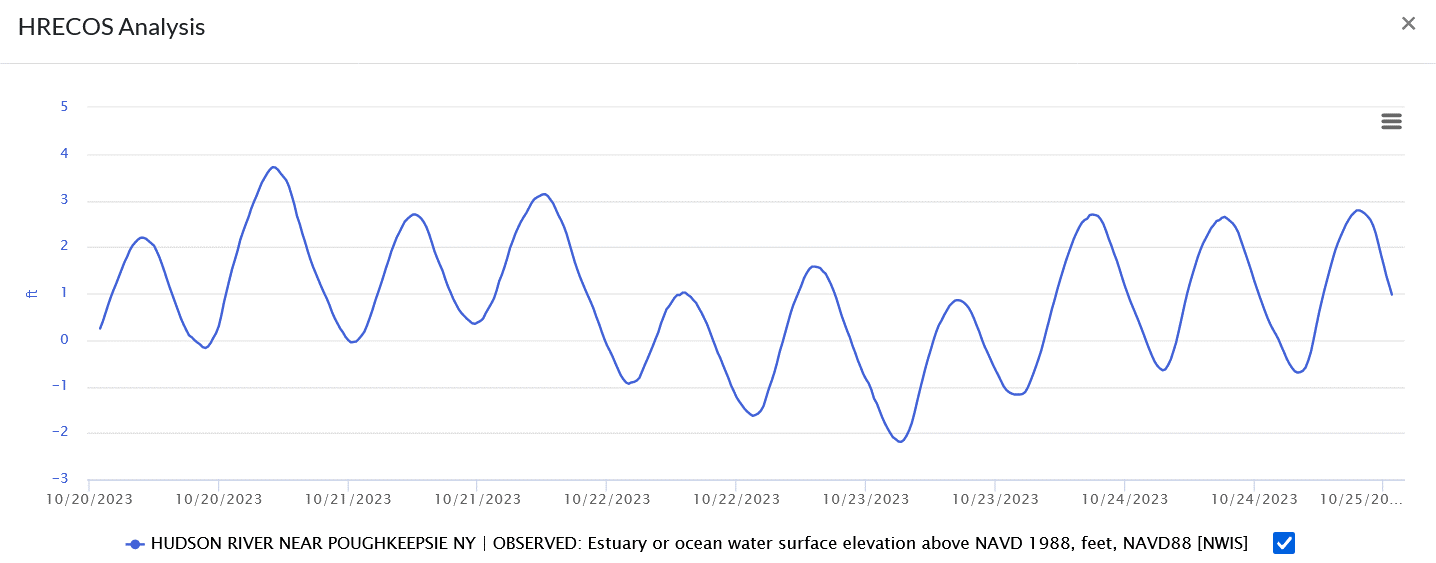 HRECOS Analysis ×
5
4
3
2
1
0
−1
−2
−3
ft
10/20/2023 10/20/2023 10/21/2023 10/21/2023 10/22/2023 10/22/2023 10/23/2023 10/23/2023 10/24/2023 10/24/2023 10/25/20...
HUDSON RIVER NEAR POUGHKEEPSIE NY | OBSERVED: Estuary or ocean water surface elevation above NAVD 1988, feet, NAVD88 [NWIS]